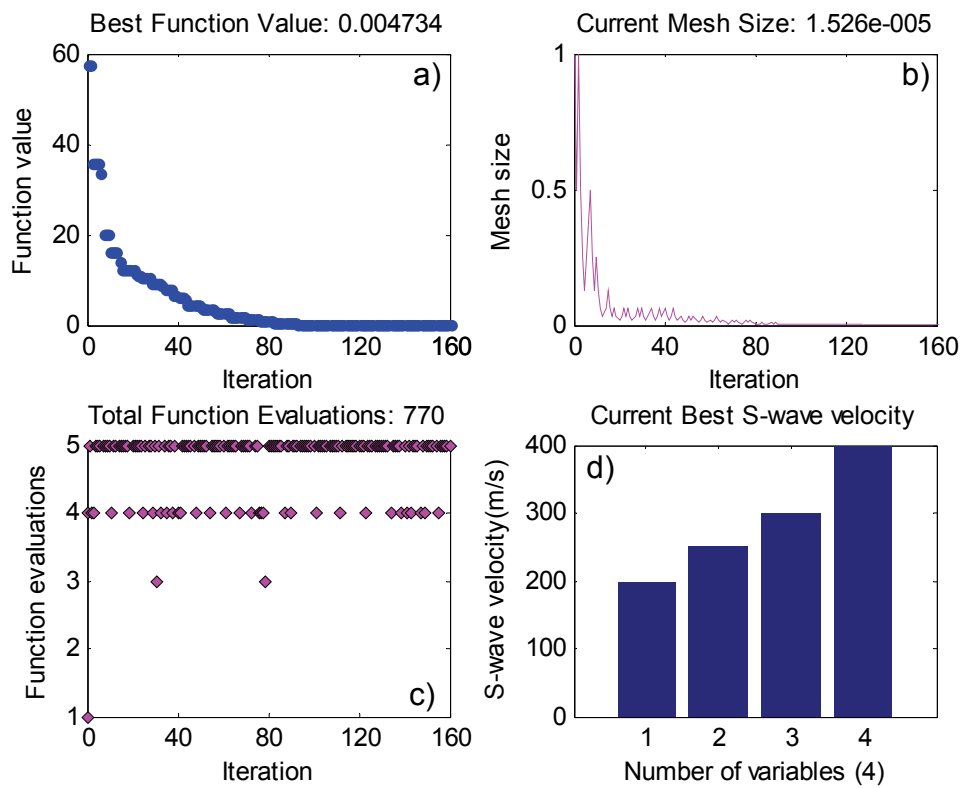 Best Function Value: 0.004734
a)
60
40
20
0
Function value
0 40 80 120 160
Iteration
Current Mesh Size: 1.526e-005
b)
1
0.5
0
Mesh size
0 40 80 120 160
Iteration
Total Function Evaluations: 770
5
4
3
2
1
Function evaluations
c)
0 40 80 120 160
Iteration
Current Best S-wave velocity
d)
400
300
200
100
0
S-wave velocity(m/s)
1 2 3 4
Number of variables (4)